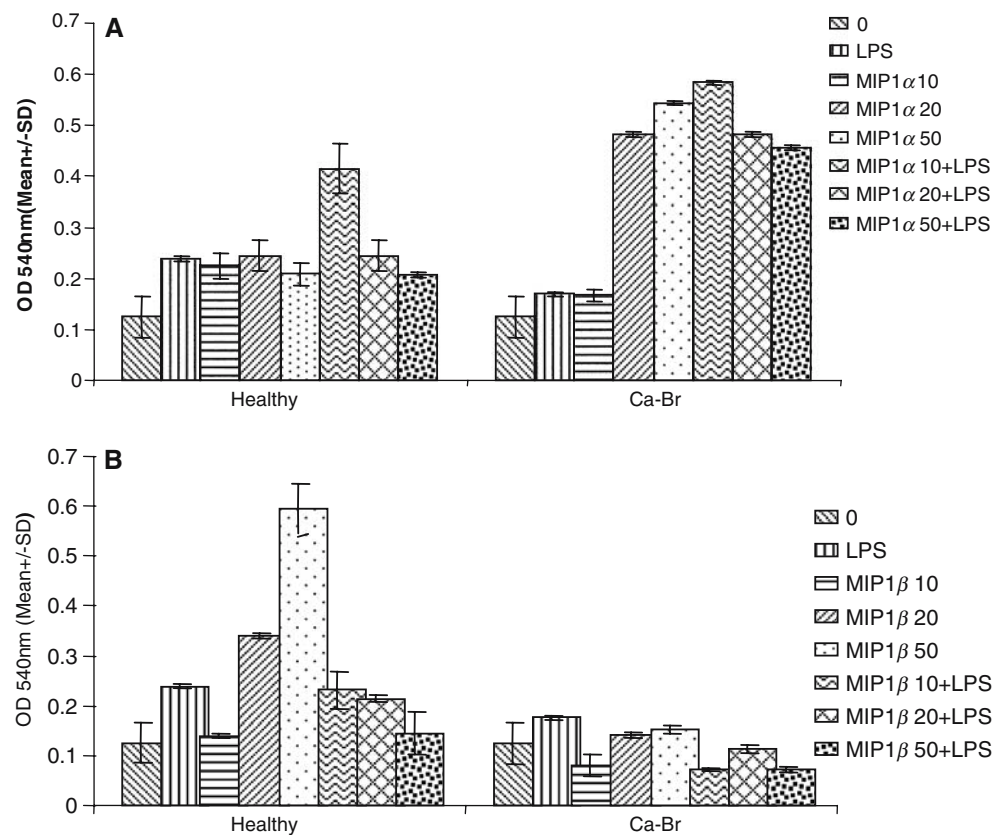 A
0.7
0.6
0.5
0.4
0.3
0.2
0.1
0
OD 540nm(Mean+/-SD)
Healthy
Ca-Br
0
LPS
MIP1α10
MIP1α 20
MIP1α 50
MIP1α 10+LPS
MIP1α 20+LPS
MIP1α 50+LPS
B
0.7
0.6
0.5
0.4
0.3
0.2
0.1
0
OD 540nm (Mean+/-SD)
Healthy
Ca-Br
0
LPS
MIP1β 10
MIP1β 20
MIP1β 50
MIP1β 10+LPS
MIP1β 20+LPS
MIP1β 50+LPS